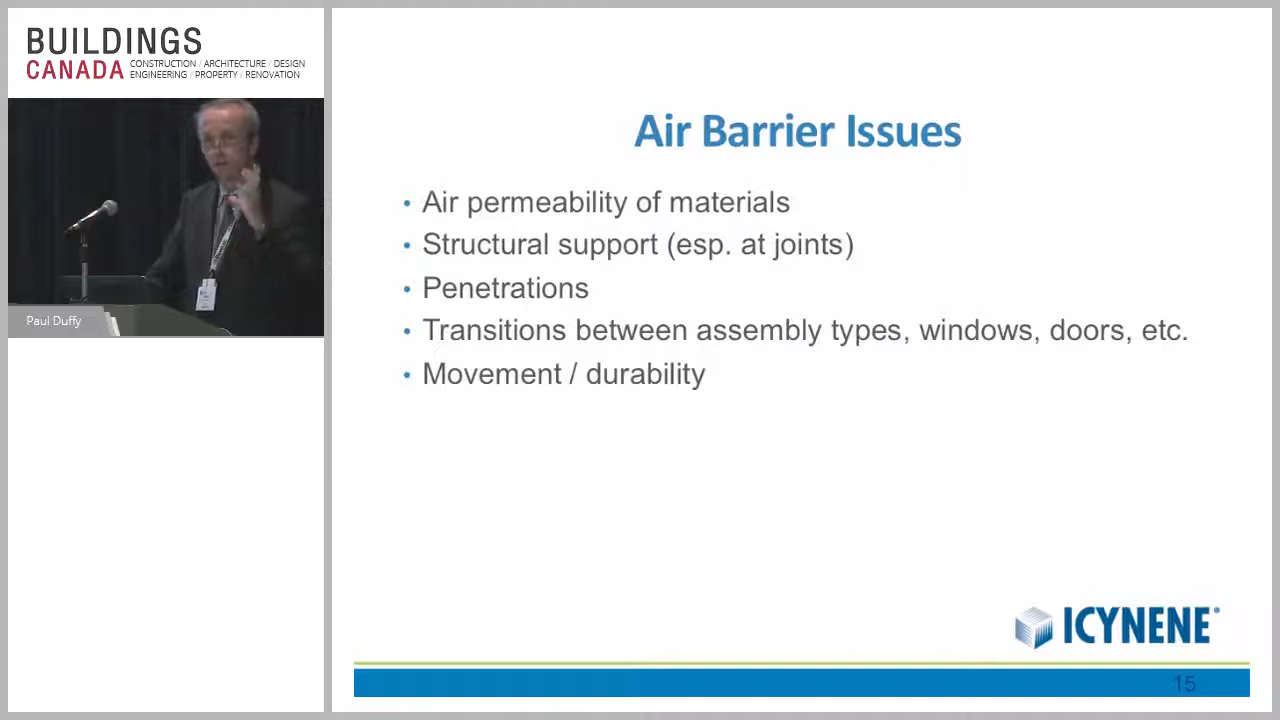 BUILDINGS
CANADA
CONSTRUCTION / ARCHITECTURE / DESIGN
ENGINEERING / PROPERTY / RENOVATION
Paul Duffy
Air Barrier Issues
• Air permeability of materials
• Structural support (esp. at joints)
• Penetrations
• Transitions between assembly types, windows, doors, etc.
• Movement / durability
ICYNENE®
15